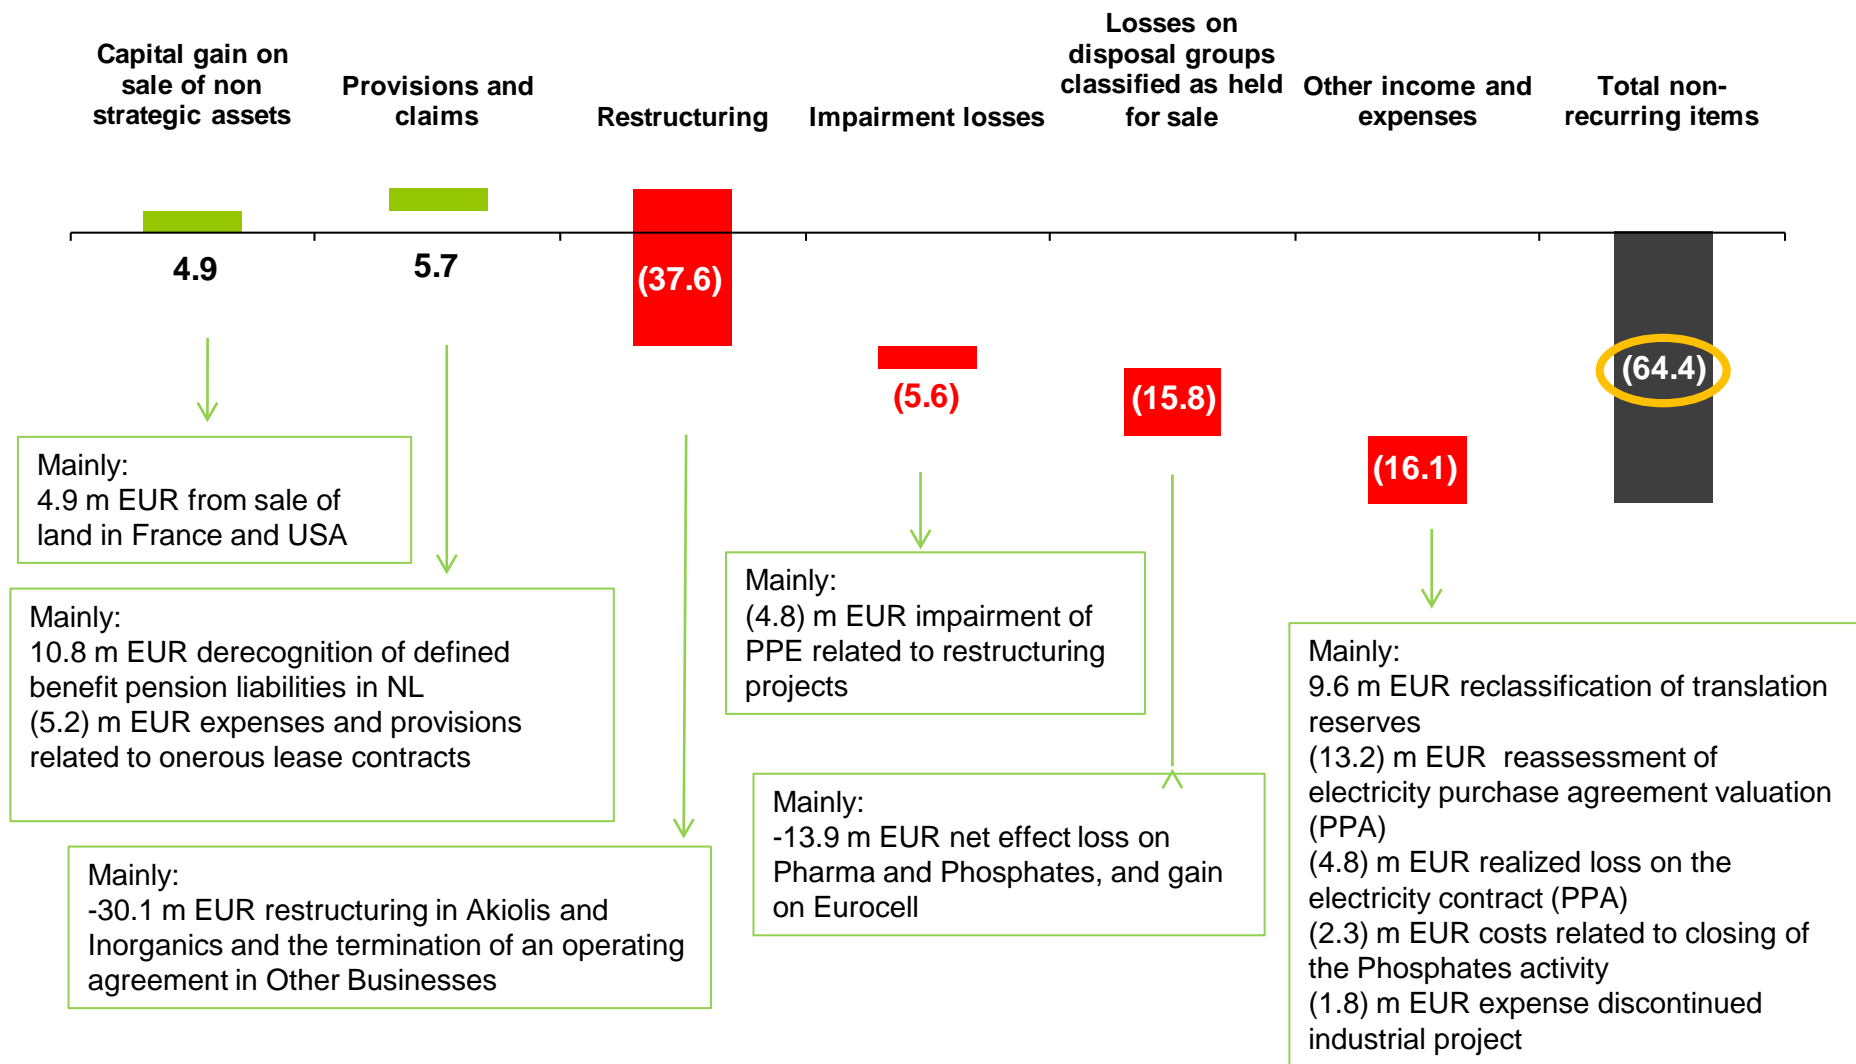 Capital gain on
sale of non
strategic assets
Provisions and
claims
Restructuring
Impairment losses
Losses on
disposal groups
classified as held
for sale
Other income and
expenses
Total non-
recurring items
4.9
5.7
(37.6)
(5.6)
(15.8)
(16.1)
(64.4)
Mainly:
4.9 m EUR from sale of
land in France and USA
Mainly:
10.8 m EUR derecognition of defined
benefit pension liabilities in NL
(5.2) m EUR expenses and provisions
related to onerous lease contracts
Mainly:
-30.1 m EUR restructuring in Akiolis and
Inorganics and the termination of an operating
agreement in Other Businesses
Mainly:
(4.8) m EUR impairment of
PPE related to restructuring
projects
Mainly:
-13.9 m EUR net effect loss on
Pharma and Phosphates, and gain
on Eurocell
Mainly:
9.6 m EUR reclassification of translation
reserves
(13.2) m EUR  reassessment of
electricity purchase agreement valuation
(PPA)
(4.8) m EUR realized loss on the
electricity contract (PPA)
(2.3) m EUR costs related to closing of
the Phosphates activity
(1.8) m EUR expense discontinued
industrial project